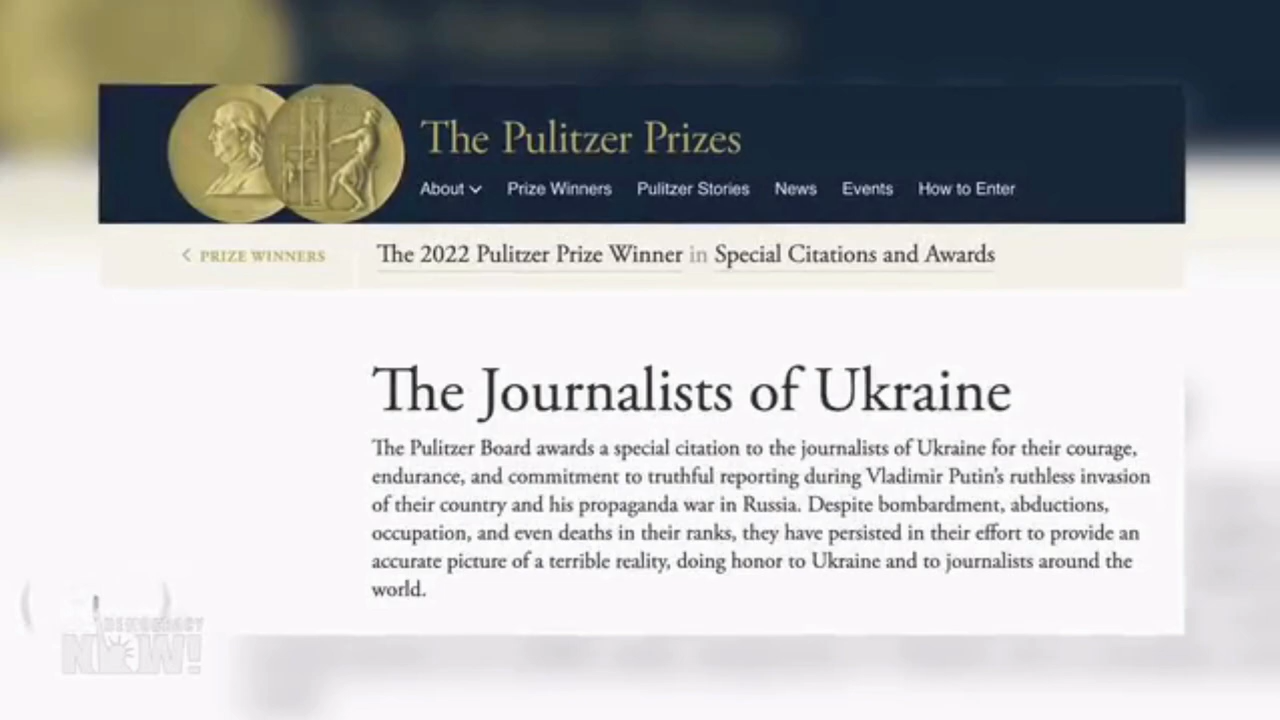 The Pulitzer Prizes
About Prize Winners Pulitzer Stories News Events How to Enter
PRIZE WINNERS The 2022 Pulitzer Prize Winner in Special Citations and Awards
The Journalists of Ukraine
The Pulitzer Board awards a special citation to the journalists of Ukraine for their courage,
endurance, and commitment to truthful reporting during Vladimir Putin's ruthless invasion
of their country and his propaganda war in Russia. Despite bombardment, abductions,
occupation, and even deaths in their ranks, they have persisted in their effort to provide an
accurate picture of a terrible reality, doing honor to Ukraine and to journalists around the
world.
DEMOCRACY
NOW!